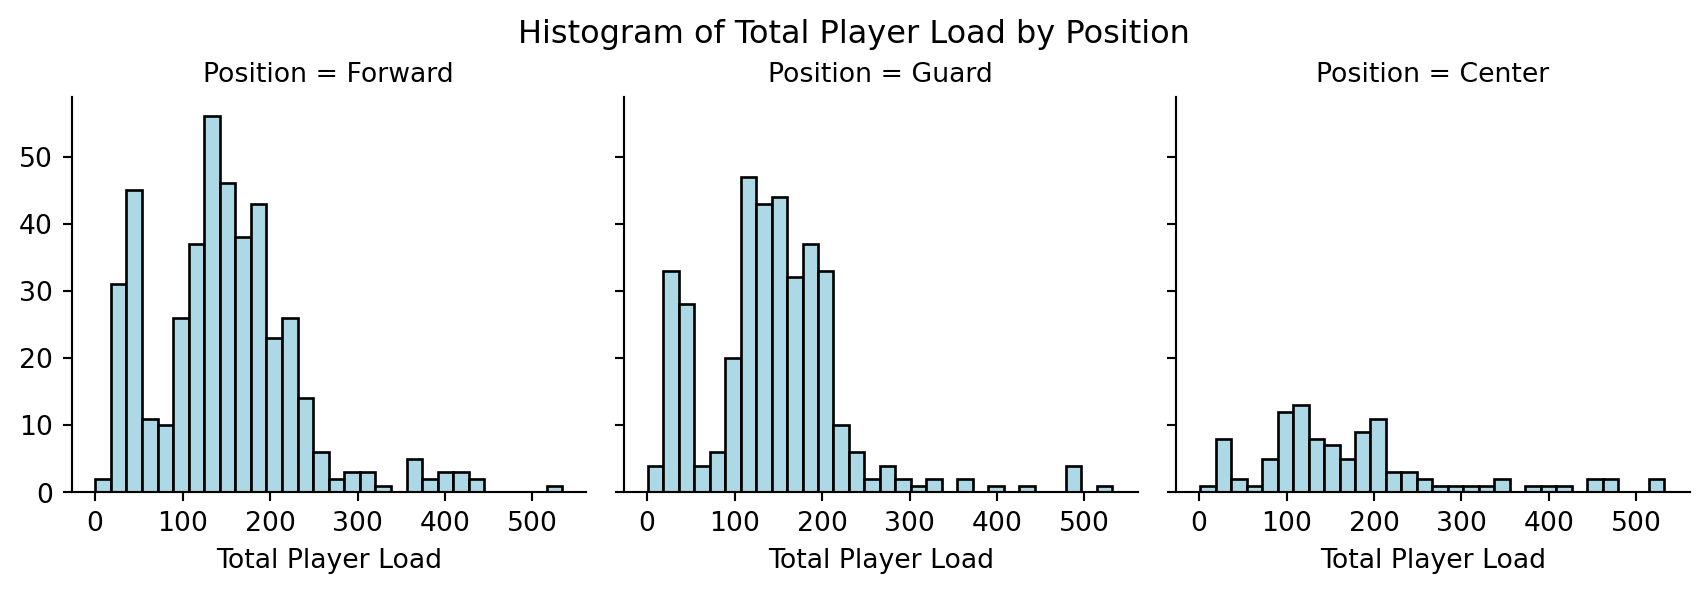 Histogram of Total Player Load by Position
Position = Forward
Position = Guard
Position = Center
50
40
30
20
10
0
0 100 200 300 400 500
0 100 200 300 400 500
0 100 200 300 400 500
Total Player Load
Total Player Load
Total Player Load